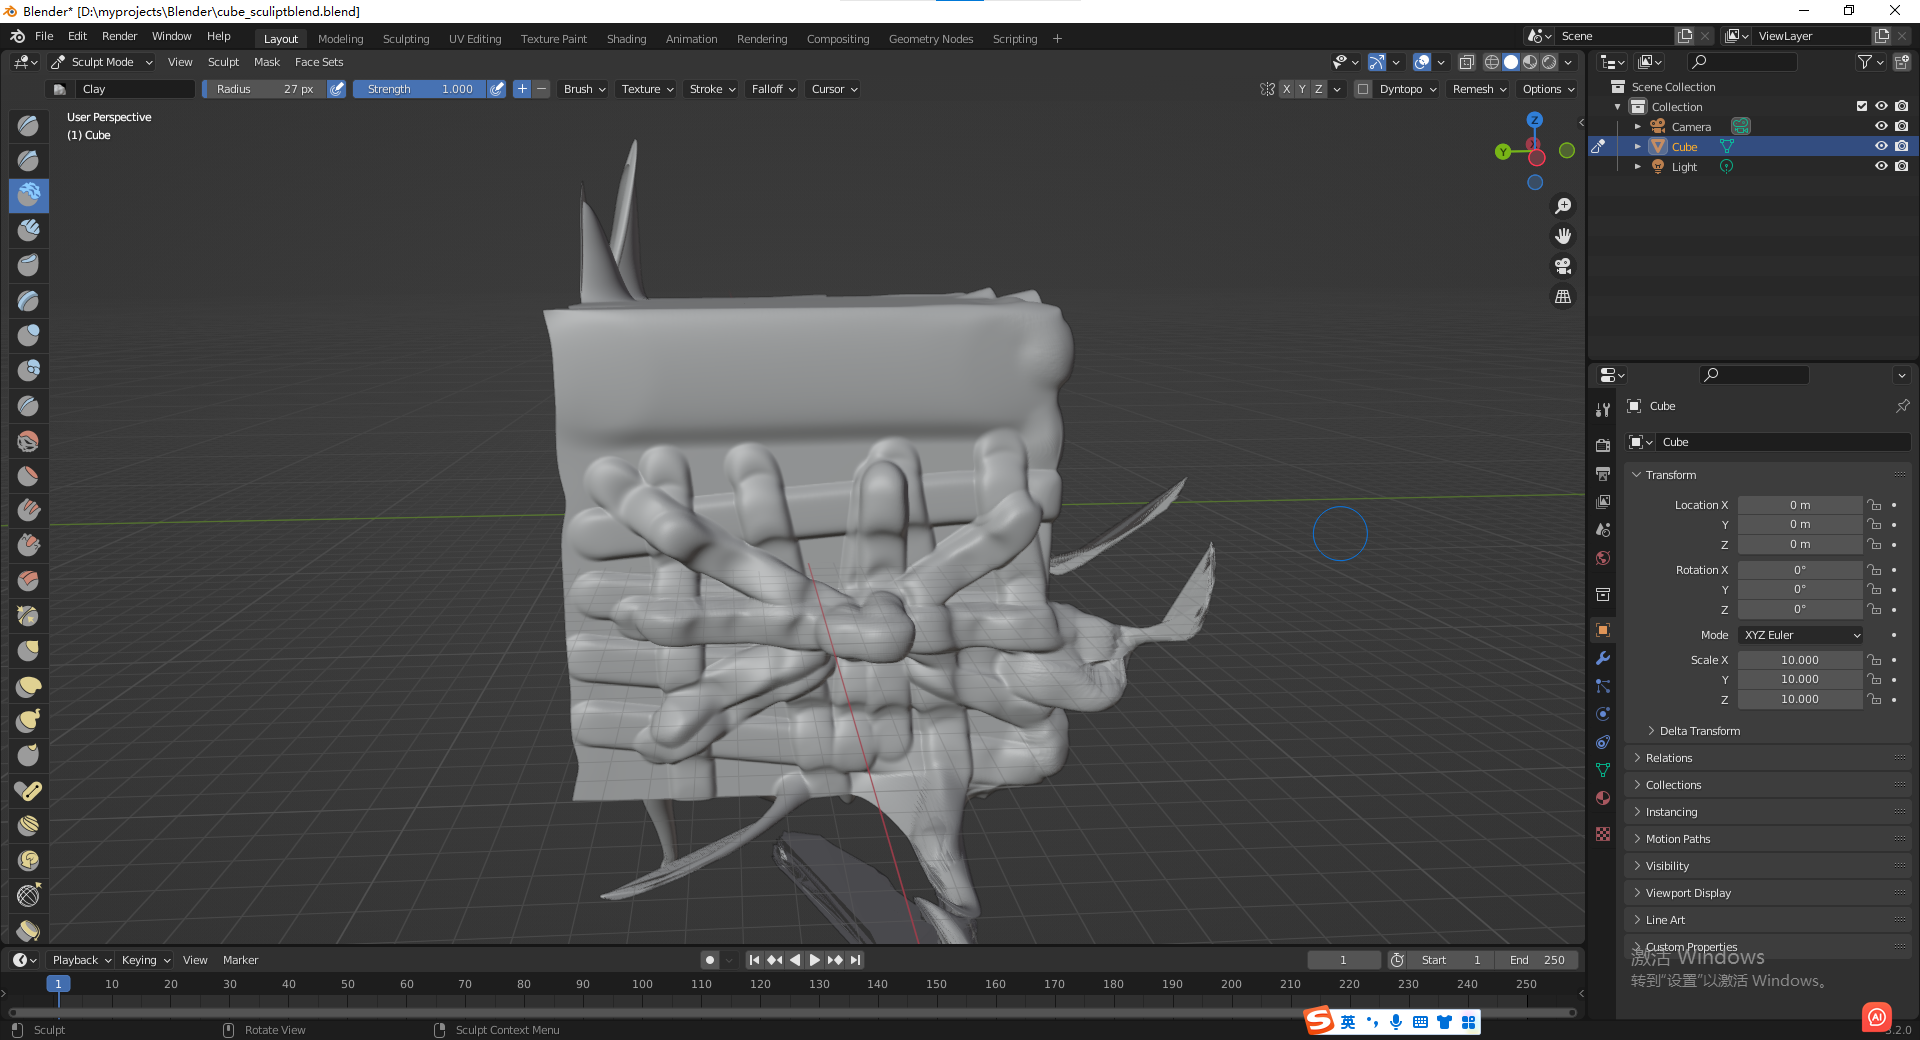 Blender* [D:\myprojects\Blender\cube_sculiptblend.blend]
File Edit Render Window Help Layout Modeling Sculpting UV Editing Texture Paint Shading Animation Rendering Compositing Geometry Nodes Scripting + Scene ViewLayer
Sculpt Mode View Sculpt Mask Face Sets
Clay Radius 27 px Strength 1.000 + − Brush Texture Stroke Falloff Cursor X Y Z Dyntopo Remesh Options
User Perspective
(1) Cube
Z
Y
Scene Collection
Collection
Camera
Cube
Light
Cube
Cube
Transform
Location X 0 m
Y 0 m
Z 0 m
Rotation X 0°
Y 0°
Z 0°
Mode XYZ Euler
Scale X 10.000
Y 10.000
Z 10.000
Delta Transform
Relations
Collections
Instancing
Motion Paths
Visibility
Viewport Display
Line Art
Custom Properties
激活 Windows
转到“设置”以激活 Windows。
Playback Keying View Marker 1 Start 1 End 250
1 10 20 30 40 50 60 70 80 90 100 110 120 130 140 150 160 170 180 190 200 210 220 230 240 250
Sculpt Rotate View Sculpt Context Menu
S 英
AI
3.2.0